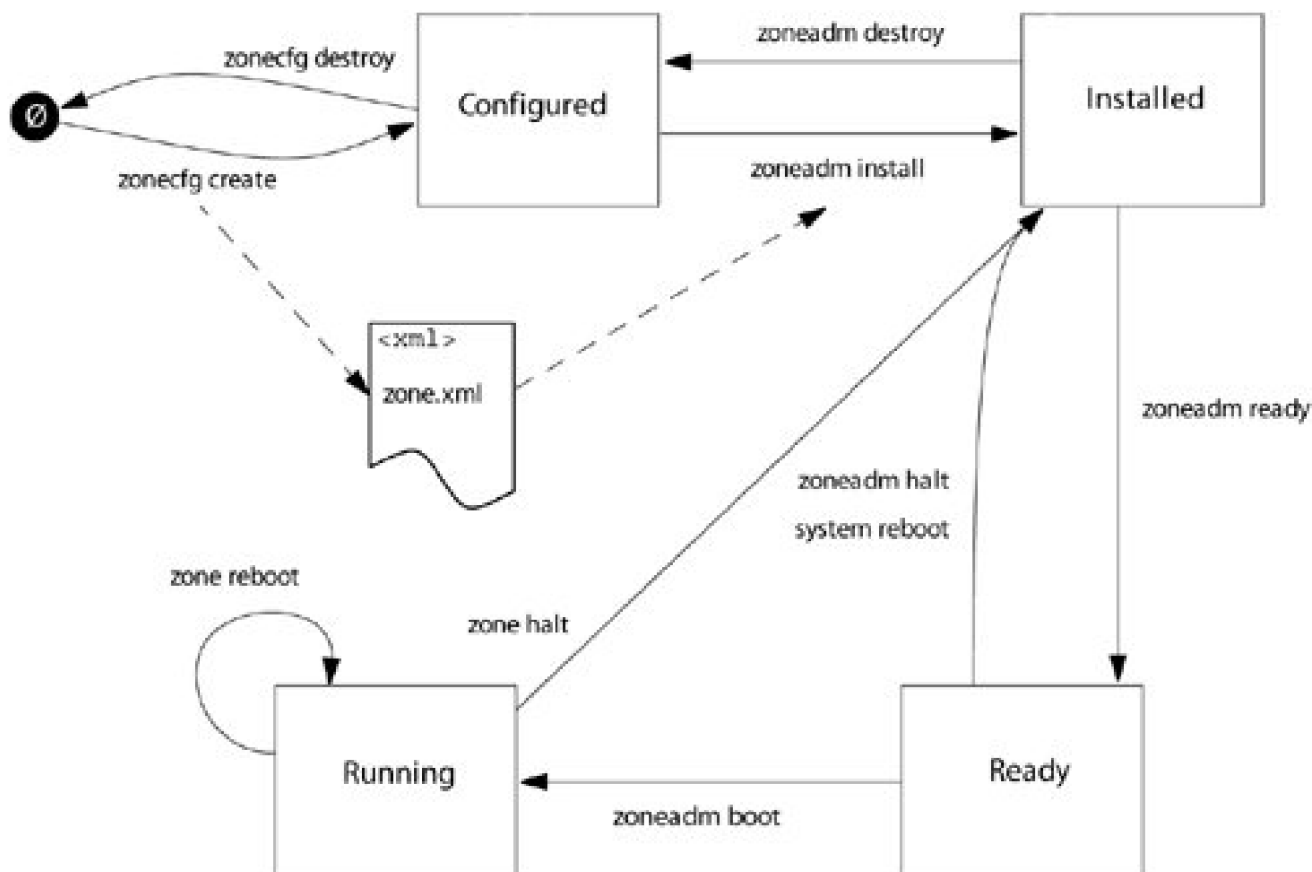 zoneadm destroy
zonecfg destroy
Ø
Configured
Installed
zonecfg create
zoneadm install
<xml>
zone.xml
zoneadm ready
zoneadm halt
system reboot
zone reboot
zone halt
Running
Ready
zoneadm boot